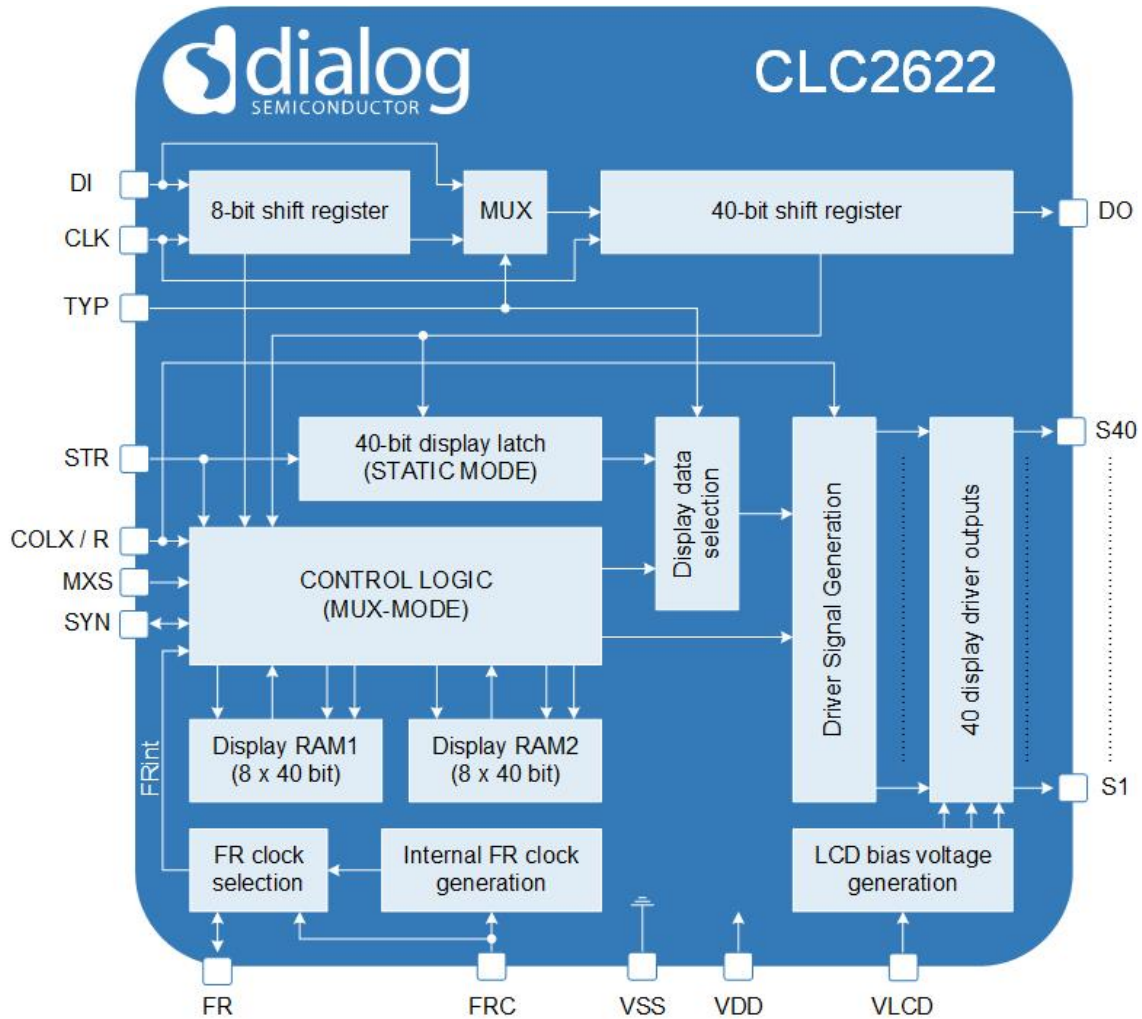 dialog
SEMICONDUCTOR
CLC2622
DI
8-bit shift register
MUX
40-bit shift register
DO
CLK
TYP
STR
40-bit display latch
(STATIC MODE)
Display data
selection
Driver Signal Generation
40 display driver outputs
S40
COLX / R
MXS
SYN
CONTROL LOGIC
(MUX-MODE)
FRint
Display RAM1
(8 x 40 bit)
Display RAM2
(8 x 40 bit)
S1
FR clock
selection
Internal FR clock
generation
LCD bias voltage
generation
FR
FRC
VSS
VDD
VLCD